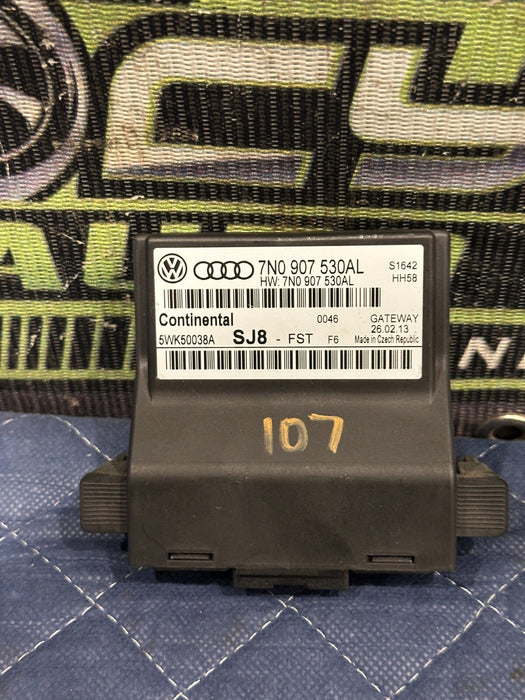 7N0 907 530AL
S1642
HW: 7N0 907 530AL
HH58
Continental
0046
GATEWAY
26.02.13
5WK50038A
SJ8 - FST F6
Made in Czech Republic
107